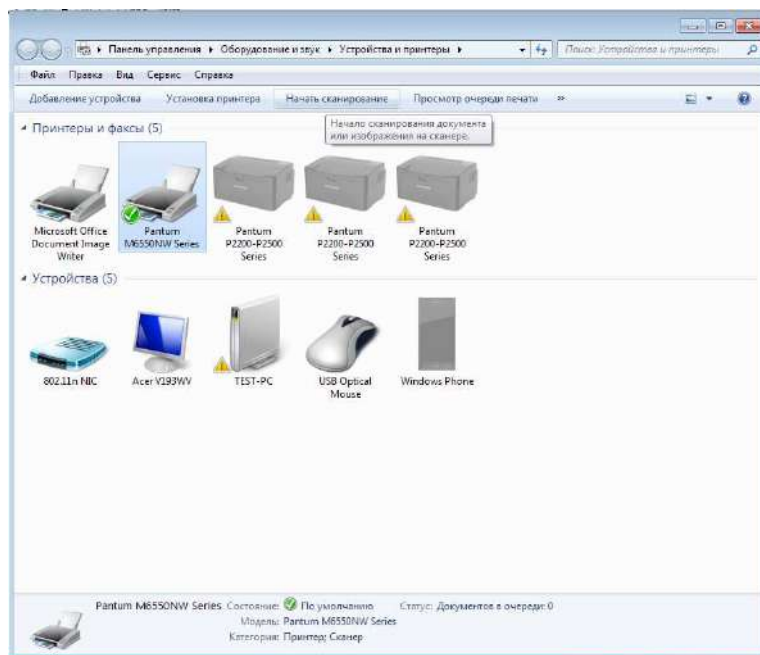 Панель управления ▸ Оборудование и звук ▸ Устройства и принтеры ▸
Поиск: Устройства и принтеры
Файл Правка Вид Сервис Справка
Добавление устройства Установка принтера Начать сканирование Просмотр очереди печати »
Начало сканирования документа
или изображения на сканере.
Принтеры и факсы (5)
Microsoft Office
Document Image
Writer
Pantum
M6550NW Series
Pantum
P2200-P2500
Series
Pantum
P2200-P2500
Series
Pantum
P2200-P2500
Series
Устройства (5)
802.11n NIC
Acer V193WV
TEST-PC
USB Optical
Mouse
Windows Phone
Pantum M6550NW Series Состояние: По умолчанию Статус: Документов в очереди: 0
Модель: Pantum M6550NW Series
Категория: Принтер; Сканер